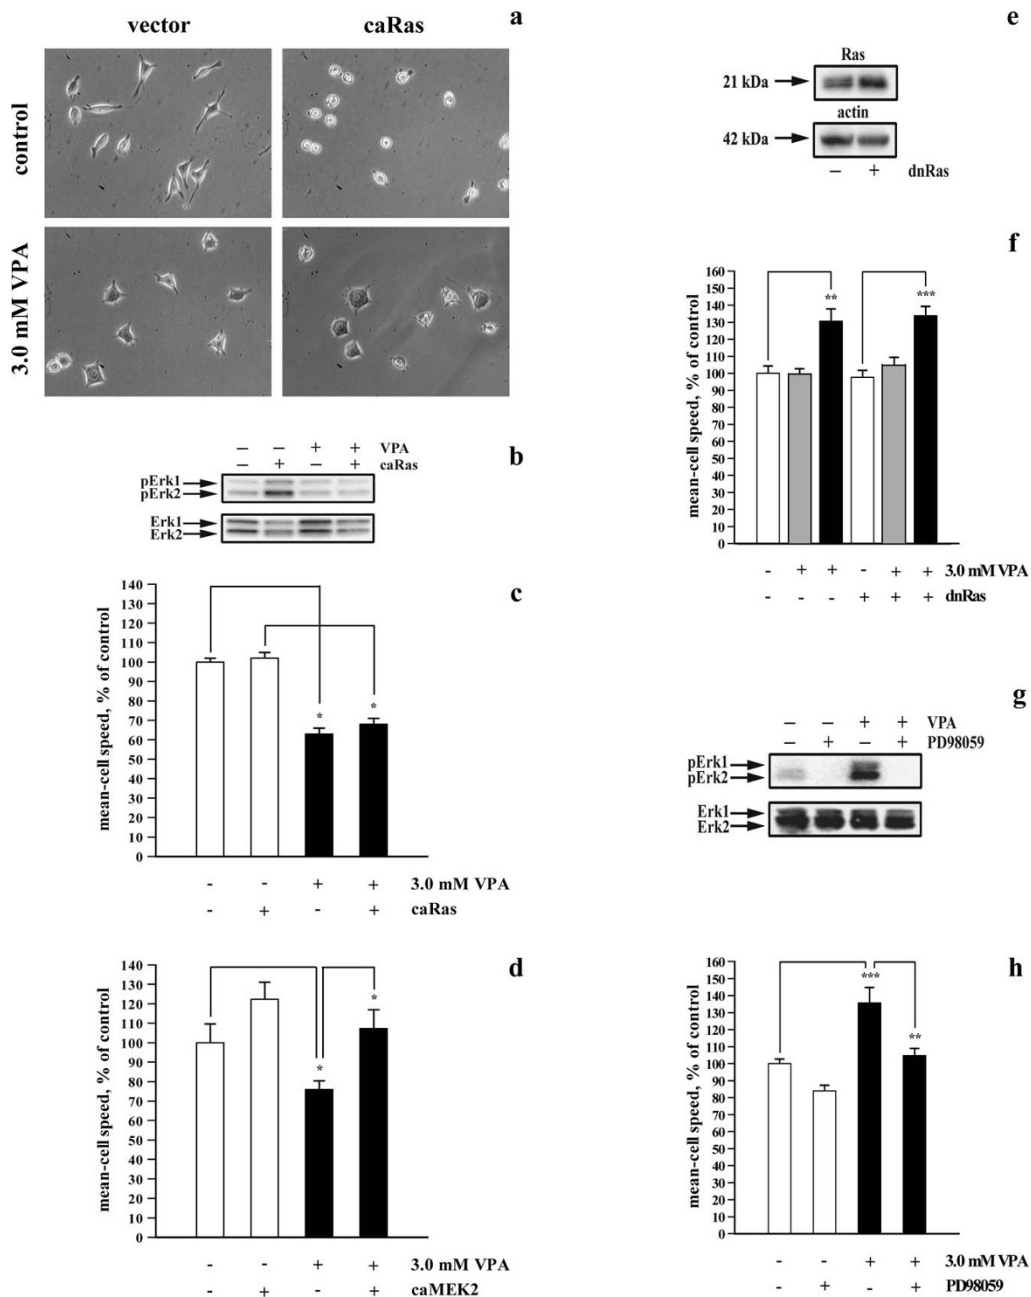 a
vector caRas
control
3.0 mM VPA
b
– – + + VPA
– + – + caRas
pErk1
pErk2
Erk1
Erk2
c
mean-cell speed, % of control
140
130
120
110
100
90
80
70
60
50
40
30
20
10
0
* *
- - + + 3.0 mM VPA
- + - + caRas
d
mean-cell speed, % of control
140
130
120
110
100
90
80
70
60
50
40
30
20
10
0
* *
- - + + 3.0 mM VPA
- + - + caMEK2
e
Ras
21 kDa
actin
42 kDa
– + dnRas
f
mean-cell speed, % of control
160
150
140
130
120
110
100
90
80
70
60
50
40
30
20
10
0
** ***
- + + - + + 3.0 mM VPA
- - - + + + dnRas
g
– – + + VPA
– + – + PD98059
pErk1
pErk2
Erk1
Erk2
h
mean-cell speed, % of control
160
150
140
130
120
110
100
90
80
70
60
50
40
30
20
10
0
*** **
- - + + 3.0 mM VPA
- + - + PD98059